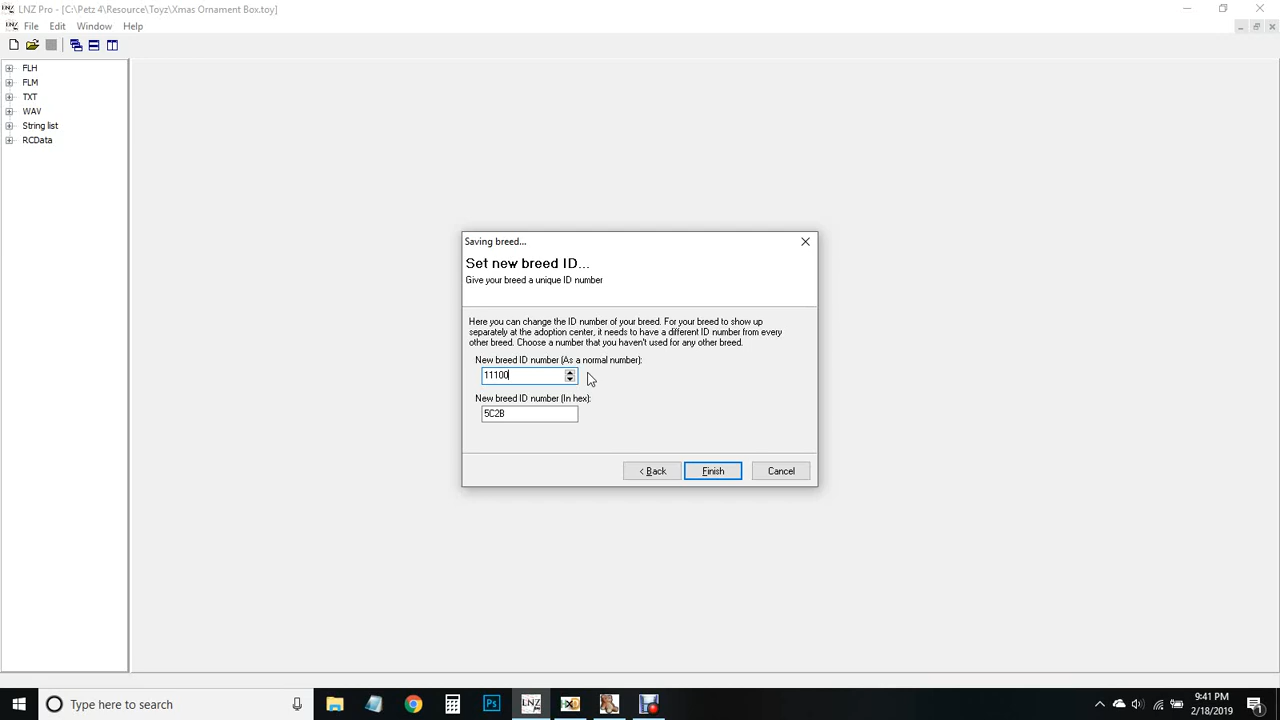 LNZ Pro - [C:\Petz 4\Resource\Toyz\Xmas Ornament Box.toy]
File Edit Window Help
FLH
FLM
TXT
WAV
String list
RCData
Saving breed...
Set new breed ID...
Give your breed a unique ID number
Here you can change the ID number of your breed. For your breed to show up
separately at the adoption center, it needs to have a different ID number from every
other breed. Choose a number that you haven't used for any other breed.
New breed ID number (As a normal number):
11100
New breed ID number (In hex):
5C2B
< Back Finish Cancel
Type here to search
9:41 PM
2/18/2019